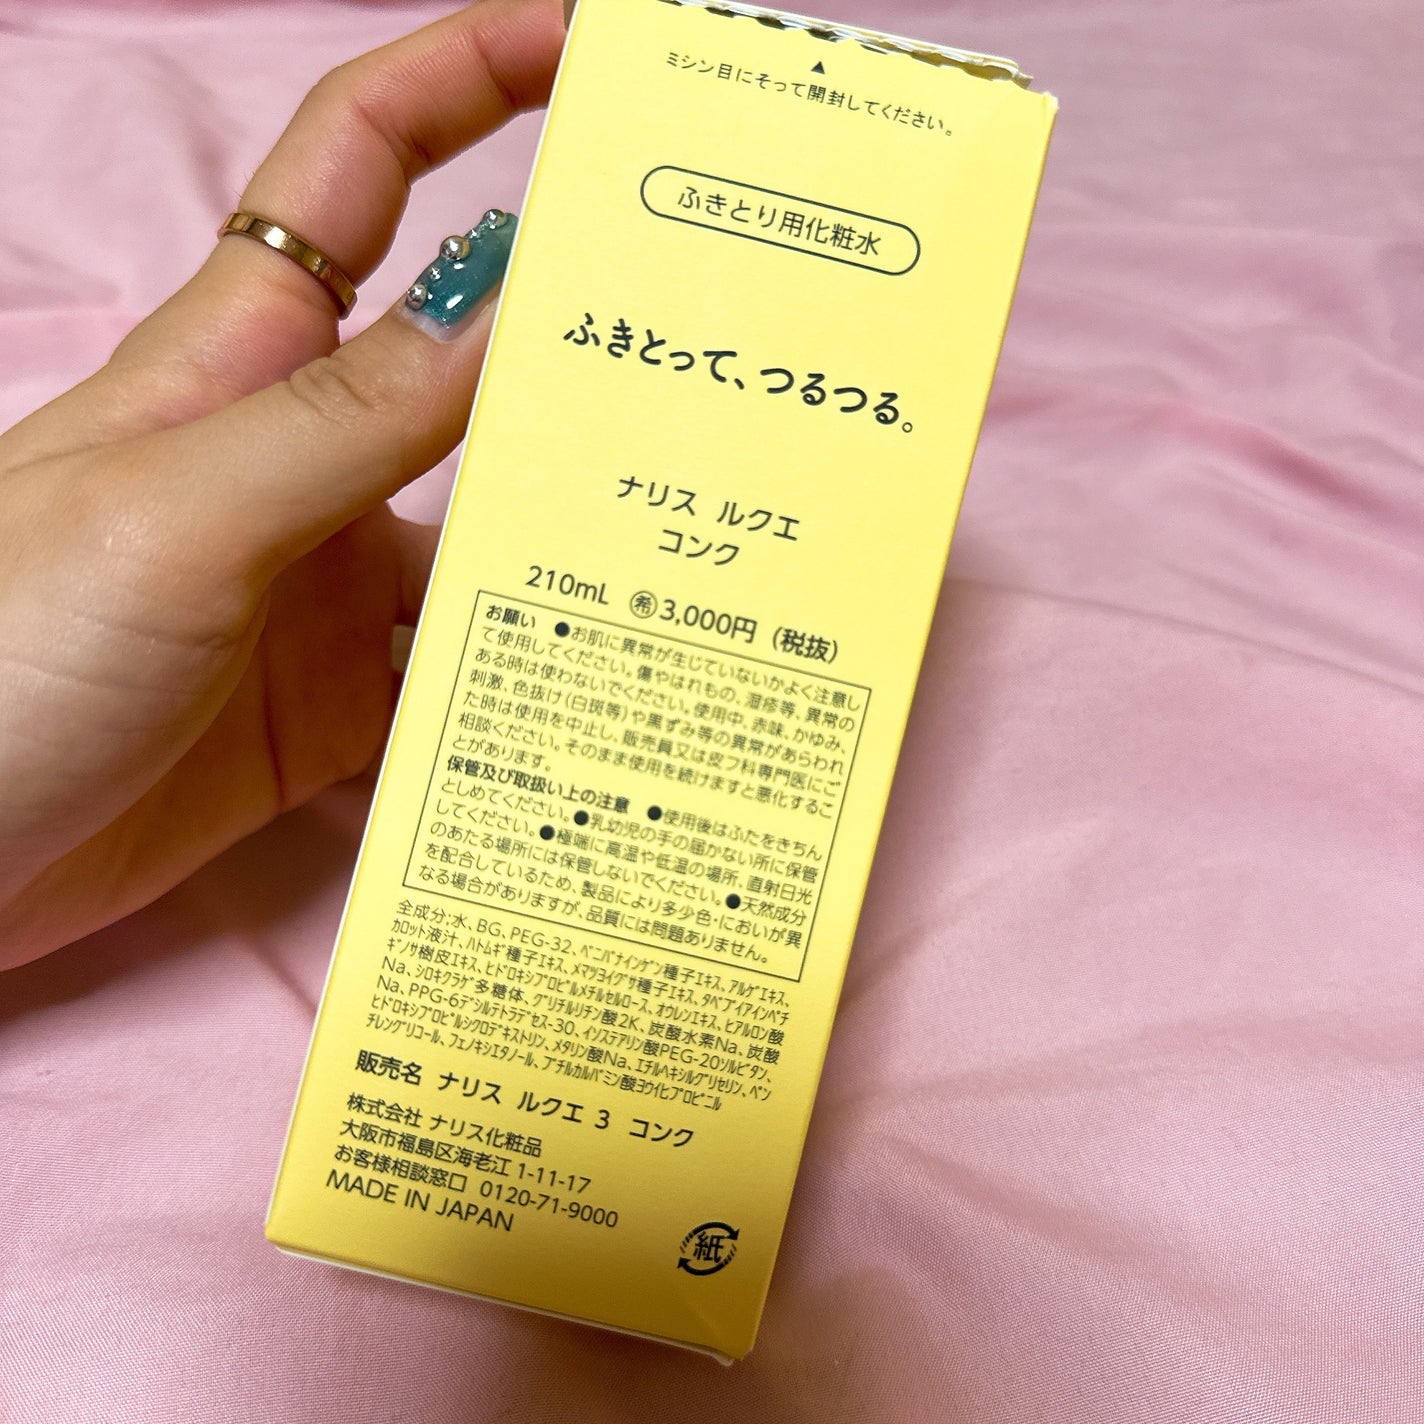 ミシン目にそって開封してください。
ふきとり用化粧水
ふきとって、つるつる。
ナリス ルクエ
コンク
210mL ㊭3,000円（税抜）
お願い ●お肌に異常が生じていないかよく注意し
て使用してください。傷やはれもの、湿疹等、異常の
ある時は使わないでください。使用中、赤味、かゆみ、
刺激、色抜け（白斑等）や黒ずみ等の異常があらわれ
た時は使用を中止し、販売員又は皮フ科専門医にご
相談ください。そのまま使用を続けますと悪化するこ
とがあります。
保管及び取扱い上の注意 ●使用後はふたをきちん
としめてください。●乳幼児の手の届かない所に保管
してください。●極端に高温や低温の場所、直射日光
のあたる場所には保管しないでください。●天然成分
を配合しているため、製品により多少色・においが異
なる場合がありますが、品質には問題ありません。
全成分:水、BG、PEG-32、ﾍﾞﾆﾊﾞﾅｲﾝｹﾞﾝ種子ｴｷｽ、ｱﾙｹﾞｴｷｽ、
ｶﾛｯﾄ液汁、ﾊﾄﾑｷﾞ種子ｴｷｽ、ﾒﾏﾂﾖｲｸﾞｻ種子ｴｷｽ、ﾀﾍﾞﾌﾞｲｱｲﾝﾍﾟﾁ
ｷﾞﾉｻ樹皮ｴｷｽ、ﾋﾄﾞﾛｷｼﾌﾟﾛﾋﾟﾙﾒﾁﾙｾﾙﾛｰｽ、ｵｳﾚﾝｴｷｽ、ﾋｱﾙﾛﾝ酸
Na、ｼﾛｷｸﾗｹﾞ多糖体、ｸﾞﾘﾁﾙﾘﾁﾝ酸2K、炭酸水素Na、炭酸
Na、PPG-6ﾃﾞｼﾙﾃﾄﾗﾃﾞｾｽ-30、ｲｿｽﾃｱﾘﾝ酸PEG-20ｿﾙﾋﾞﾀﾝ、
ﾋﾄﾞﾛｷｼﾌﾟﾛﾋﾟﾙｼｸﾛﾃﾞｷｽﾄﾘﾝ、ﾒﾀﾘﾝ酸Na、ｴﾁﾙﾍｷｼﾙｸﾞﾘｾﾘﾝ、ﾍﾟﾝ
ﾁﾚﾝｸﾞﾘｺｰﾙ、ﾌｪﾉｷｼｴﾀﾉｰﾙ、ﾌﾞﾁﾙｶﾙﾊﾞﾐﾝ酸ﾖｳ化ﾌﾟﾛﾋﾟﾆﾙ
販売名 ナリス ルクエ 3 コンク
株式会社 ナリス化粧品
大阪市福島区海老江 1-11-17
お客様相談窓口 0120-71-9000
MADE IN JAPAN
紙